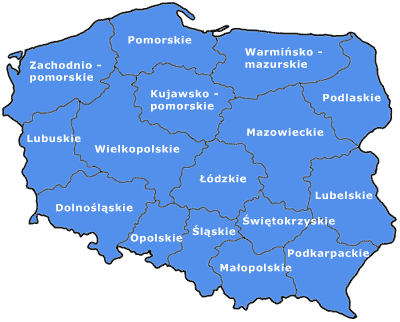 Pomorskie
Warmińsko -
mazurskie
Zachodnio -
pomorskie
Kujawsko -
pomorskie
Podlaskie
Mazowieckie
Lubuskie
Wielkopolskie
Łódzkie
Lubelskie
Dolnośląskie
Świętokrzyskie
Śląskie
Opolskie
Podkarpackie
Małopolskie